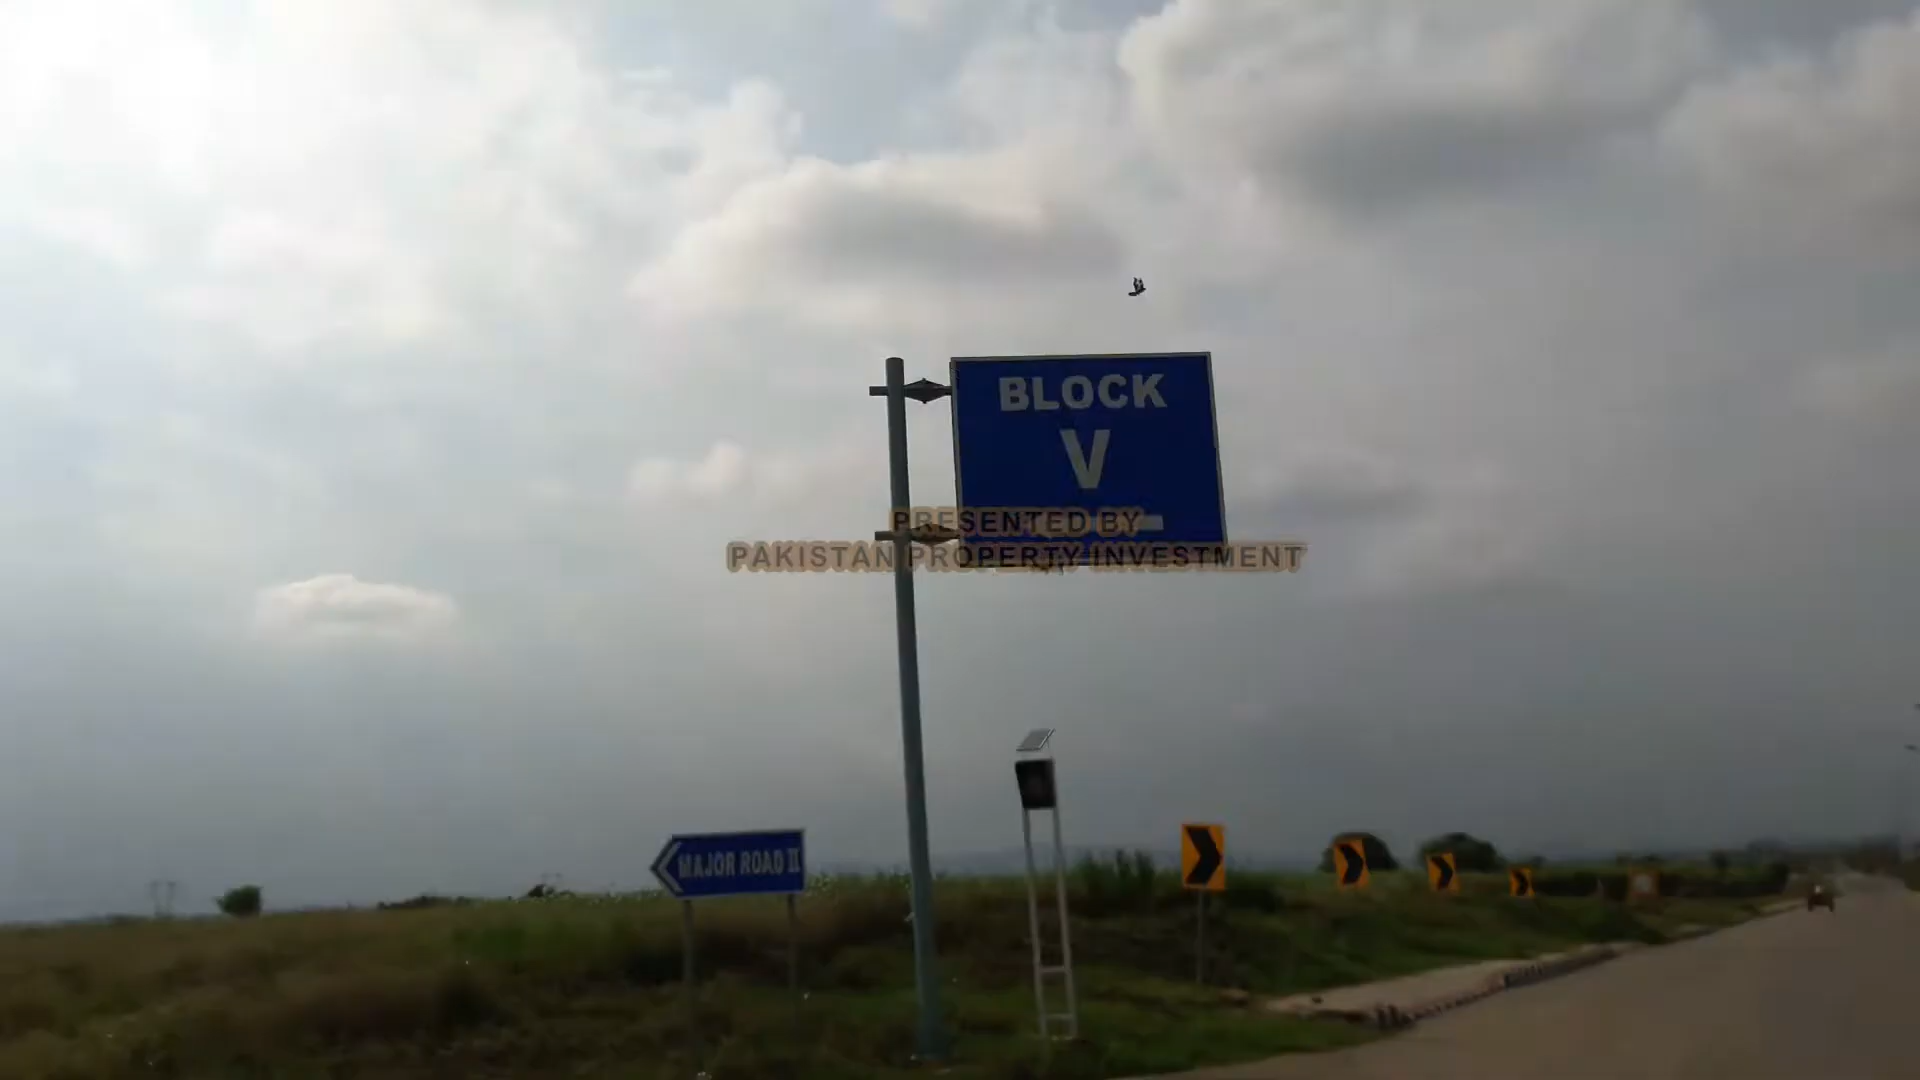 BLOCK
V
PRESENTED BY
PAKISTAN PROPERTY INVESTMENT
MAJOR ROAD II